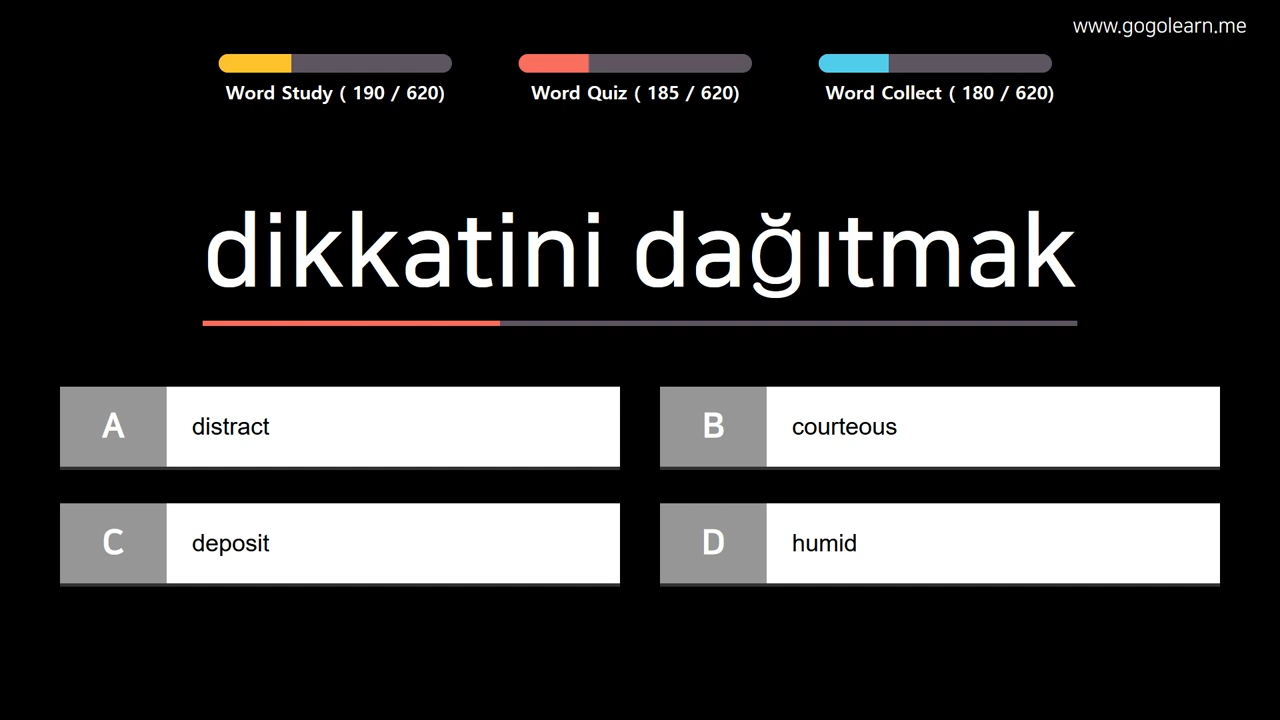 www.gogolearn.me
Word Study ( 190 / 620)
Word Quiz ( 185 / 620)
Word Collect ( 180 / 620)
dikkatini dağıtmak
A distract
B courteous
C deposit
D humid